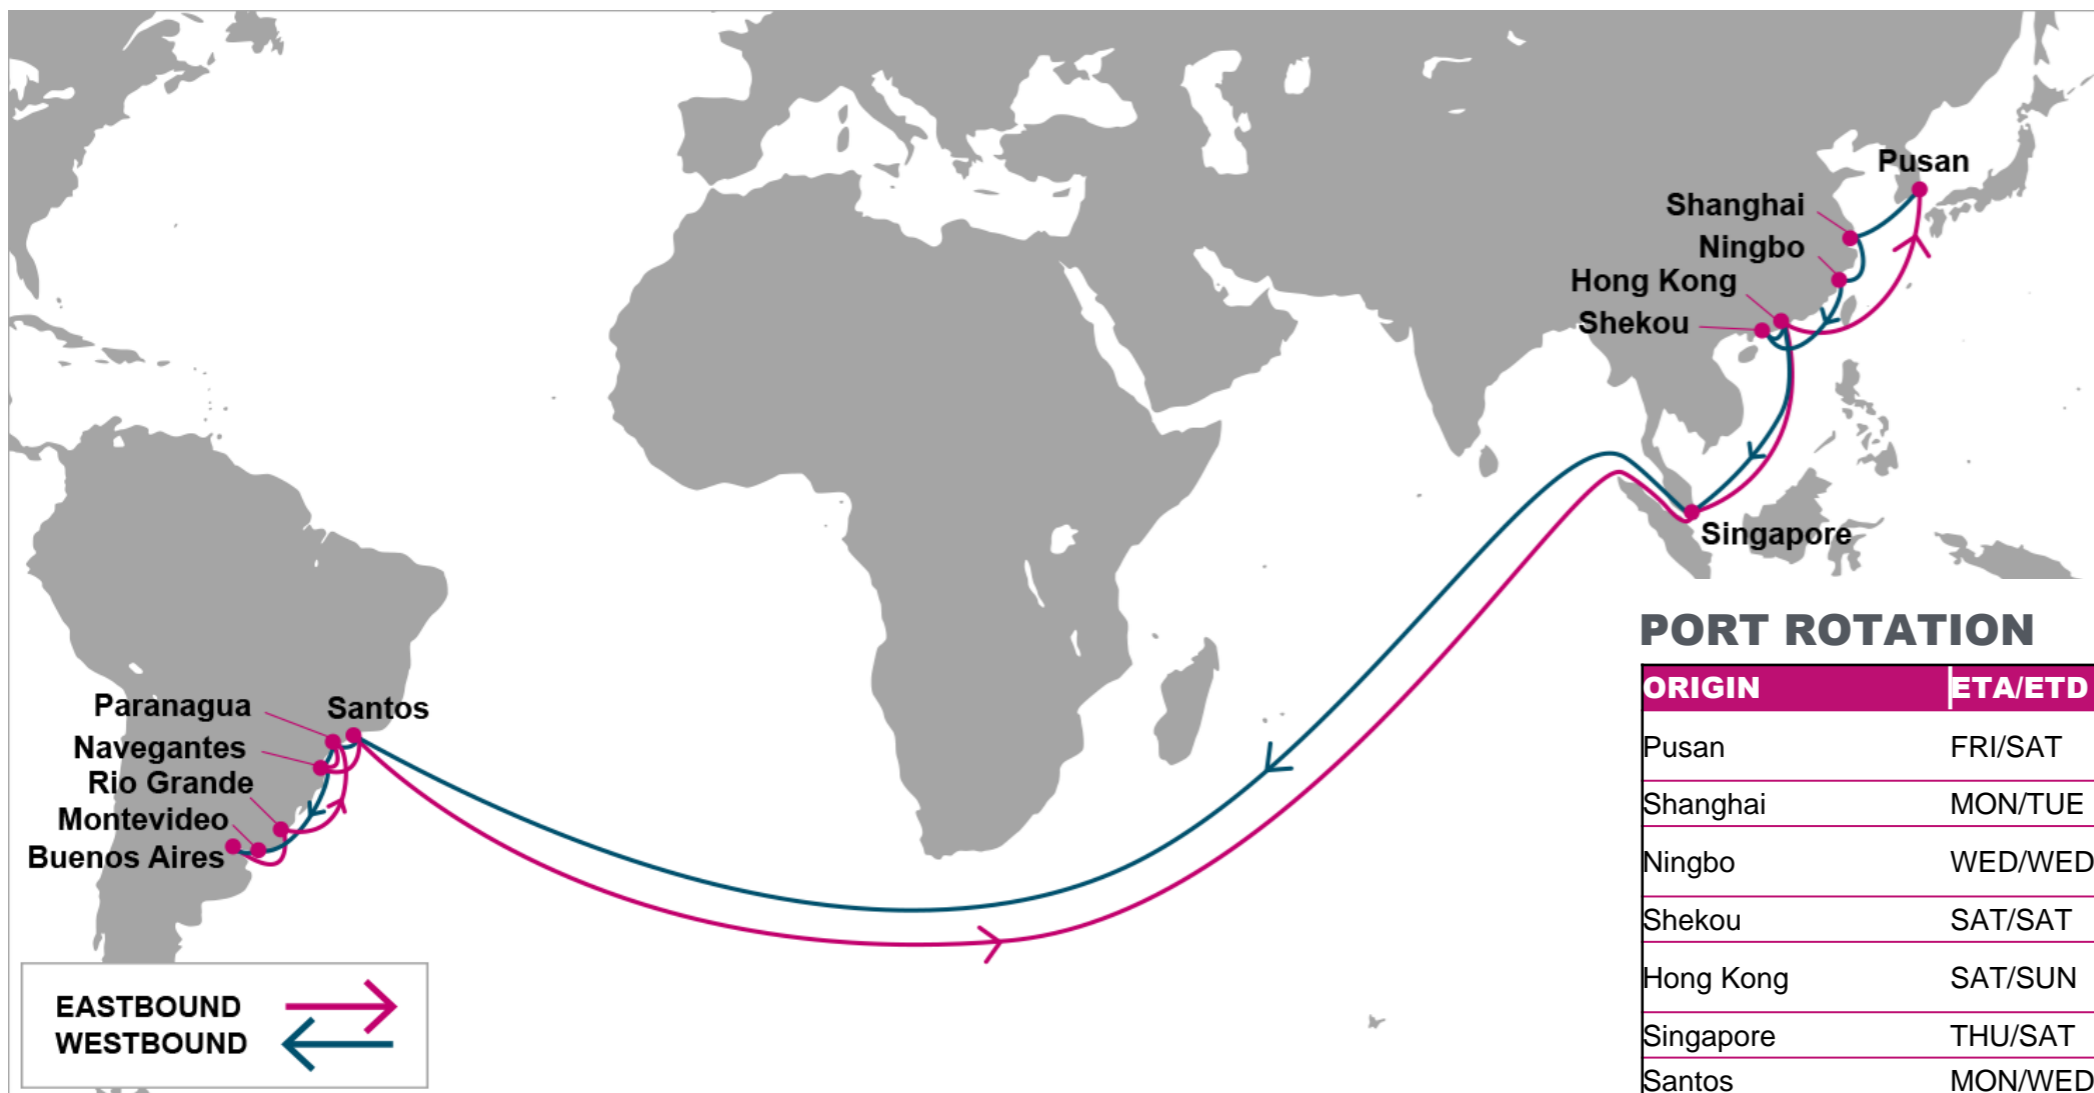 Pusan
Shanghai
Ningbo
Hong Kong
Shekou
Singapore
Paranagua
Santos
Navegantes
Rio Grande
Montevideo
Buenos Aires
EASTBOUND
WESTBOUND
PORT ROTATION
ORIGIN ETA/ETD
Pusan FRI/SAT
Shanghai MON/TUE
Ningbo WED/WED
Shekou SAT/SAT
Hong Kong SAT/SUN
Singapore THU/SAT
Santos MON/WED